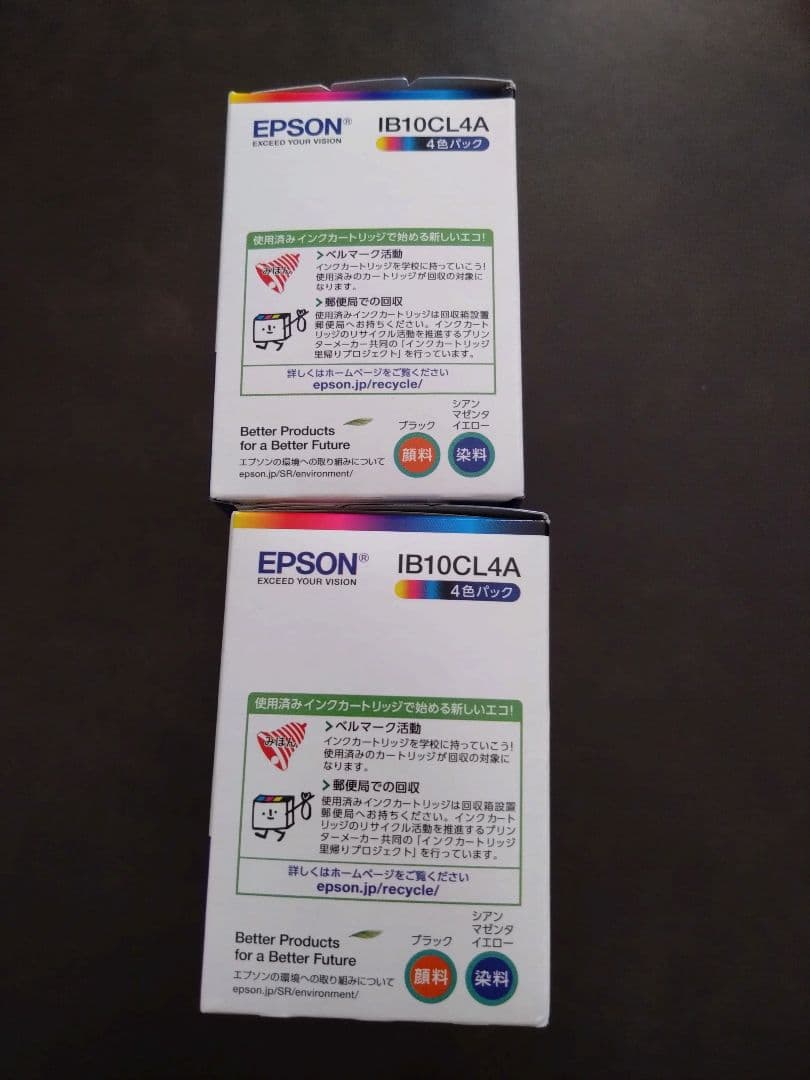 EPSON®
EXCEED YOUR VISION
IB10CL4A
4色パック
使用済みインクカートリッジで始める新しいエコ!
みほん
ベルマーク活動
インクカートリッジを学校に持っていこう!
使用済みのカートリッジが回収の対象に
なります。
郵便局での回収
使用済みインクカートリッジは回収箱設置
郵便局へお持ちください。インクカート
リッジのリサイクル活動を推進するプリン
ターメーカー共同の「インクカートリッジ
里帰りプロジェクト」を行っています。
詳しくはホームページをご覧ください
epson.jp/recycle/
Better Products
for a Better Future
エプソンの環境への取り組みについて
epson.jp/SR/environment/
ブラック
顔料
シアン
マゼンタ
イエロー
染料
EPSON®
EXCEED YOUR VISION
IB10CL4A
4色パック
使用済みインクカートリッジで始める新しいエコ!
みほん
ベルマーク活動
インクカートリッジを学校に持っていこう!
使用済みのカートリッジが回収の対象に
なります。
郵便局での回収
使用済みインクカートリッジは回収箱設置
郵便局へお持ちください。インクカート
リッジのリサイクル活動を推進するプリン
ターメーカー共同の「インクカートリッジ
里帰りプロジェクト」を行っています。
詳しくはホームページをご覧ください
epson.jp/recycle/
Better Products
for a Better Future
エプソンの環境への取り組みについて
epson.jp/SR/environment/
ブラック
顔料
シアン
マゼンタ
イエロー
染料